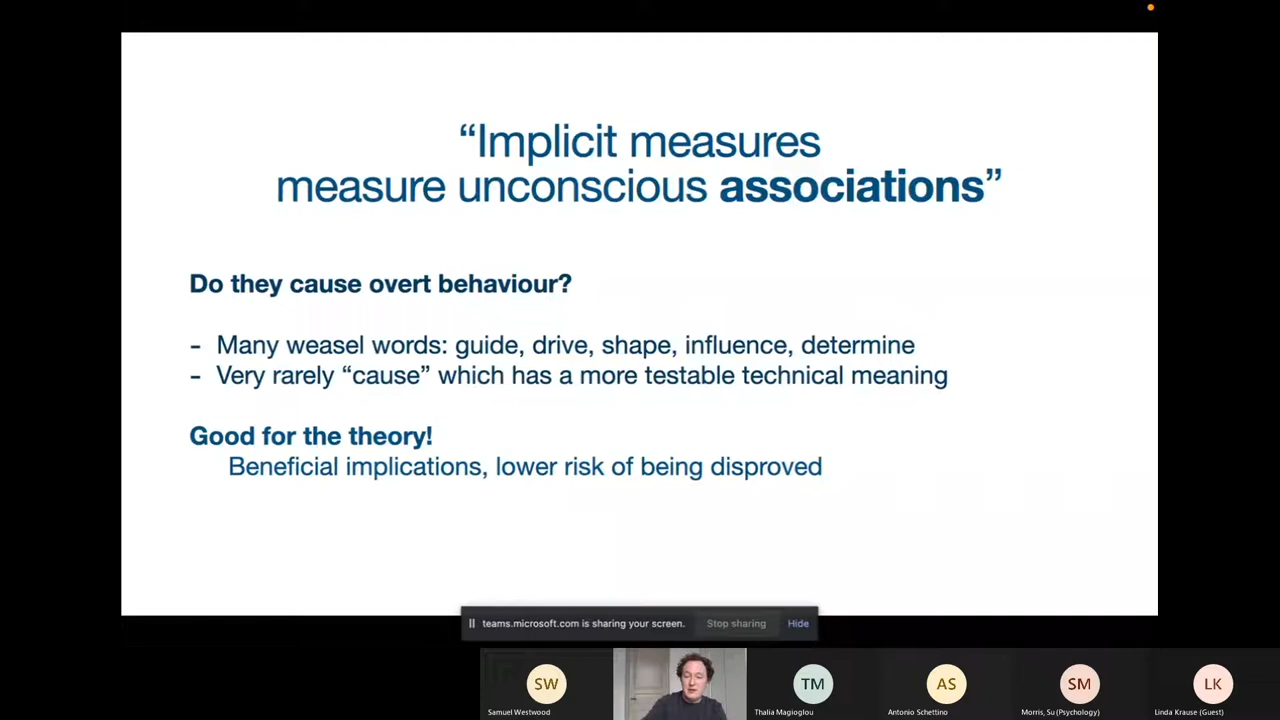 “Implicit measures
measure unconscious associations”
Do they cause overt behaviour?
- Many weasel words: guide, drive, shape, influence, determine
- Very rarely “cause” which has a more testable technical meaning
Good for the theory!
Beneficial implications, lower risk of being disproved
teams.microsoft.com is sharing your screen. Stop sharing Hide
SW TM AS SM LK
Samuel Westwood Thalia Magioglou Antonio Schettino Morris, Su (Psychology) Linda Krause (Guest)